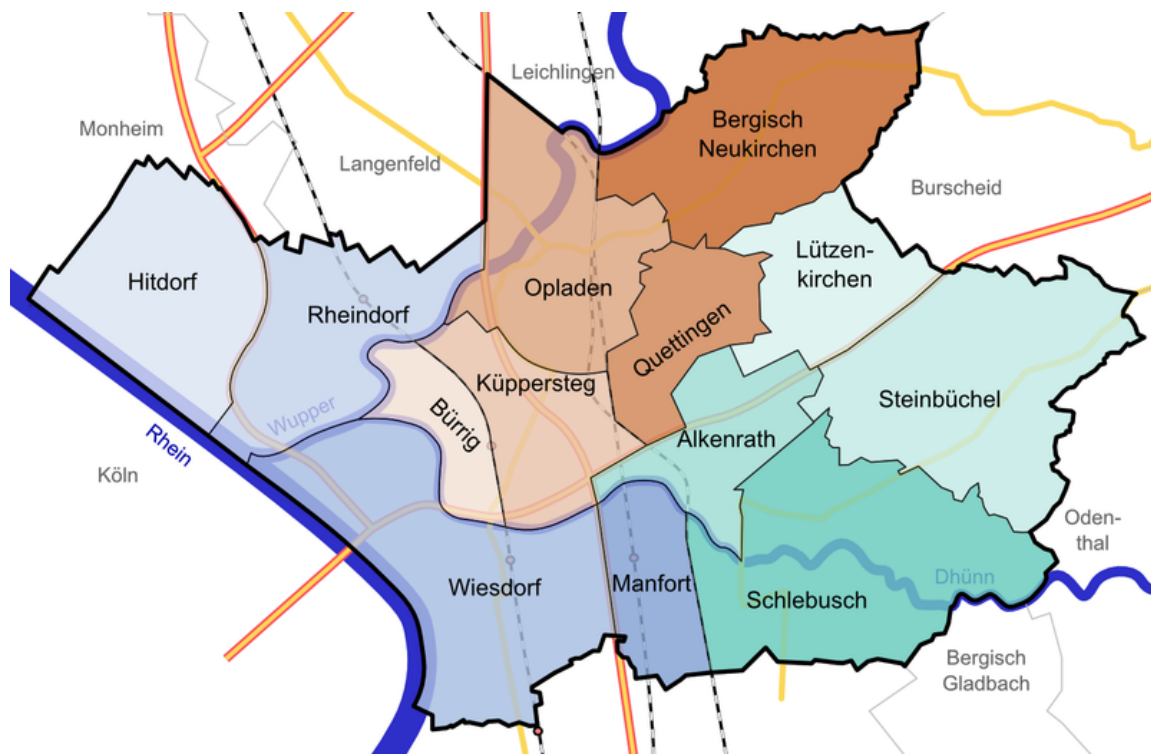 Leichlingen
Monheim
Langenfeld
Bergisch
Neukirchen
Burscheid
Hitdorf
Rheindorf
Opladen
Lützen-
kirchen
Quettingen
Küppersteg
Bürrig
Steinbüchel
Wupper
Rhein
Köln
Alkenrath
Oden-
thal
Wiesdorf
Manfort
Schlebusch
Dhünn
Bergisch
Gladbach